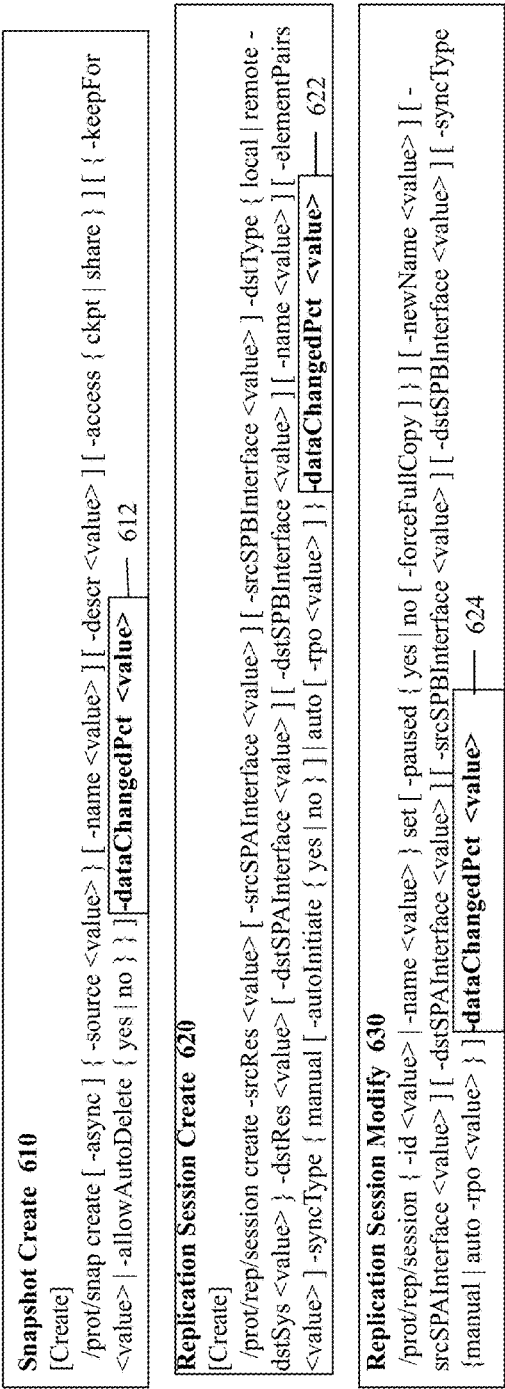 Snapshot Create 610
[Create]
/prot/snap create [ -async ] { -source <value> } [ -name <value> ] [ -descr <value> ] [ -access { ckpt | share } ] [ { -keepFor
<value> | -allowAutoDelete { yes | no } } ] -dataChangedPct <value> 612
Replication Session Create 620
[Create]
/prot/rep/session create -srcRes <value> [ -srcSPAInterface <value> ] [ -srcSPBInterface <value> ] -dstType { local | remote -
dstSys <value> } -dstRes <value> [ -dstSPAInterface <value> ] [ -dstSPBInterface <value> ] [ -name <value> ] [ -elementPairs
<value> ] -syncType { manual [ -autoInitiate { yes | no } ] | auto [ -rpo <value> ] } -dataChangedPct <value> 622
Replication Session Modify 630
/prot/rep/session { -id <value> | -name <value> } set [ -paused { yes | no [ -forceFullCopy ] } ] [ -newName <value> ] [ -
srcSPAInterface <value> ] [ -dstSPAInterface <value> ] [ -srcSPBInterface <value> ] [ -dstSPBInterface <value> ] [ -syncType
{manual | auto -rpo <value> } ] -dataChangedPct <value> 624